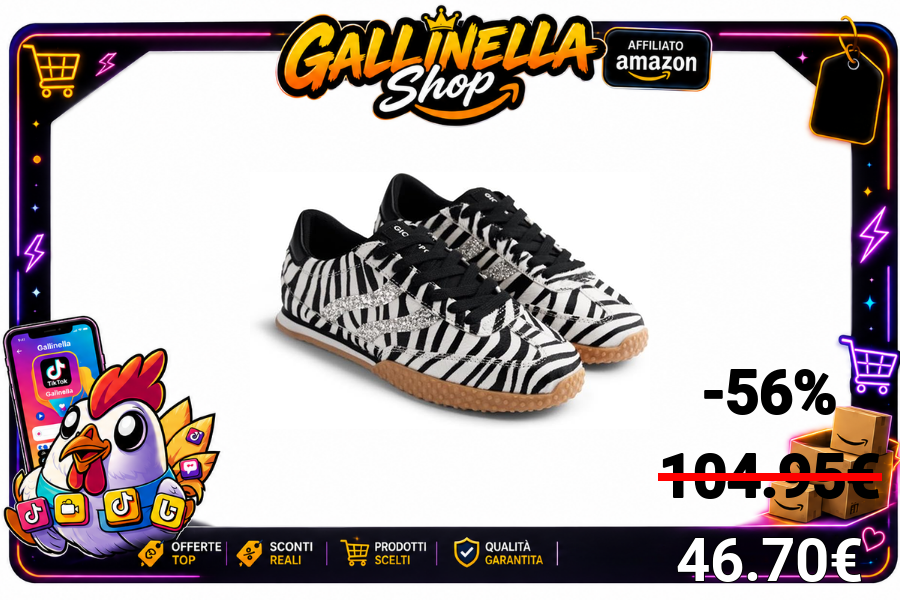 GALLINELLA
Shop
AFFILIATO
amazon
Gallinella
TikTok
Gallinella
-56%
104.95€
46.70€
OFFERTE
TOP
SCONTI
REALI
PRODOTTI
SCELTI
QUALITÀ
GARANTITA